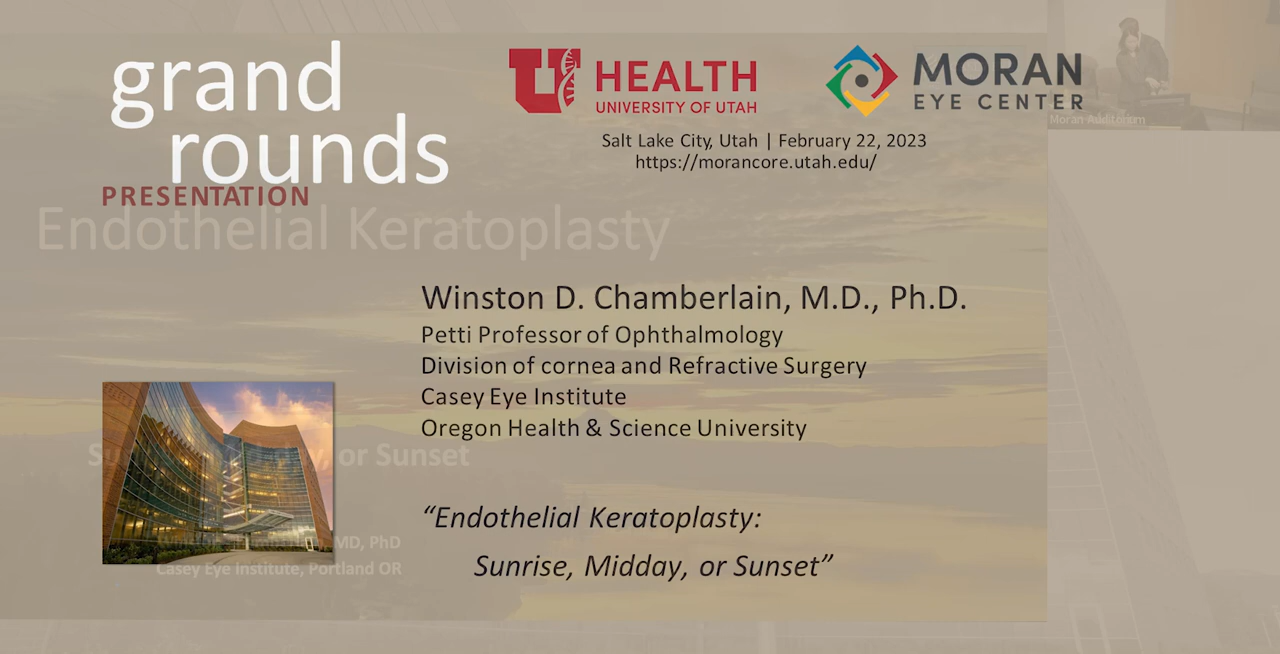 grand
rounds
PRESENTATION
U HEALTH
UNIVERSITY OF UTAH
MORAN
EYE CENTER
Salt Lake City, Utah | February 22, 2023
https://morancore.utah.edu/
Moran Auditorium
Endothelial Keratoplasty
Winston D. Chamberlain, M.D., Ph.D.
Petti Professor of Ophthalmology
Division of cornea and Refractive Surgery
Casey Eye Institute
Oregon Health & Science University
or Sunset
“Endothelial Keratoplasty:
Sunrise, Midday, or Sunset”
MD, PhD
Casey Eye Institute, Portland OR